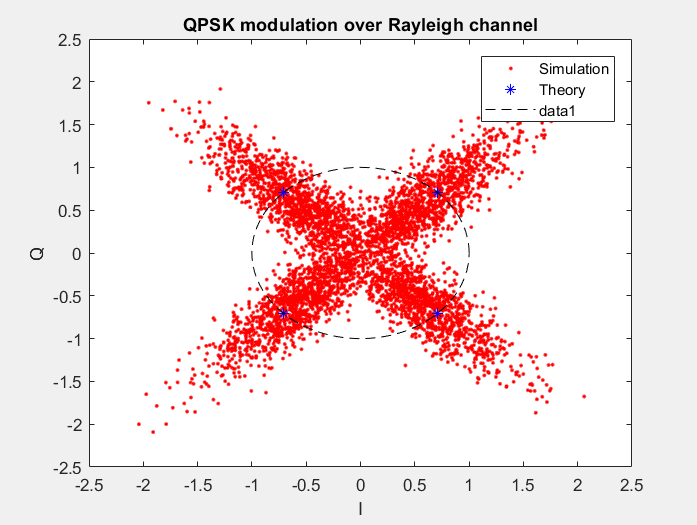 QPSK modulation over Rayleigh channel
2.5
2
1.5
1
0.5
0
-0.5
-1
-1.5
-2
-2.5
Q
Simulation
Theory
data1
-2.5 -2 -1.5 -1 -0.5 0 0.5 1 1.5 2 2.5
I